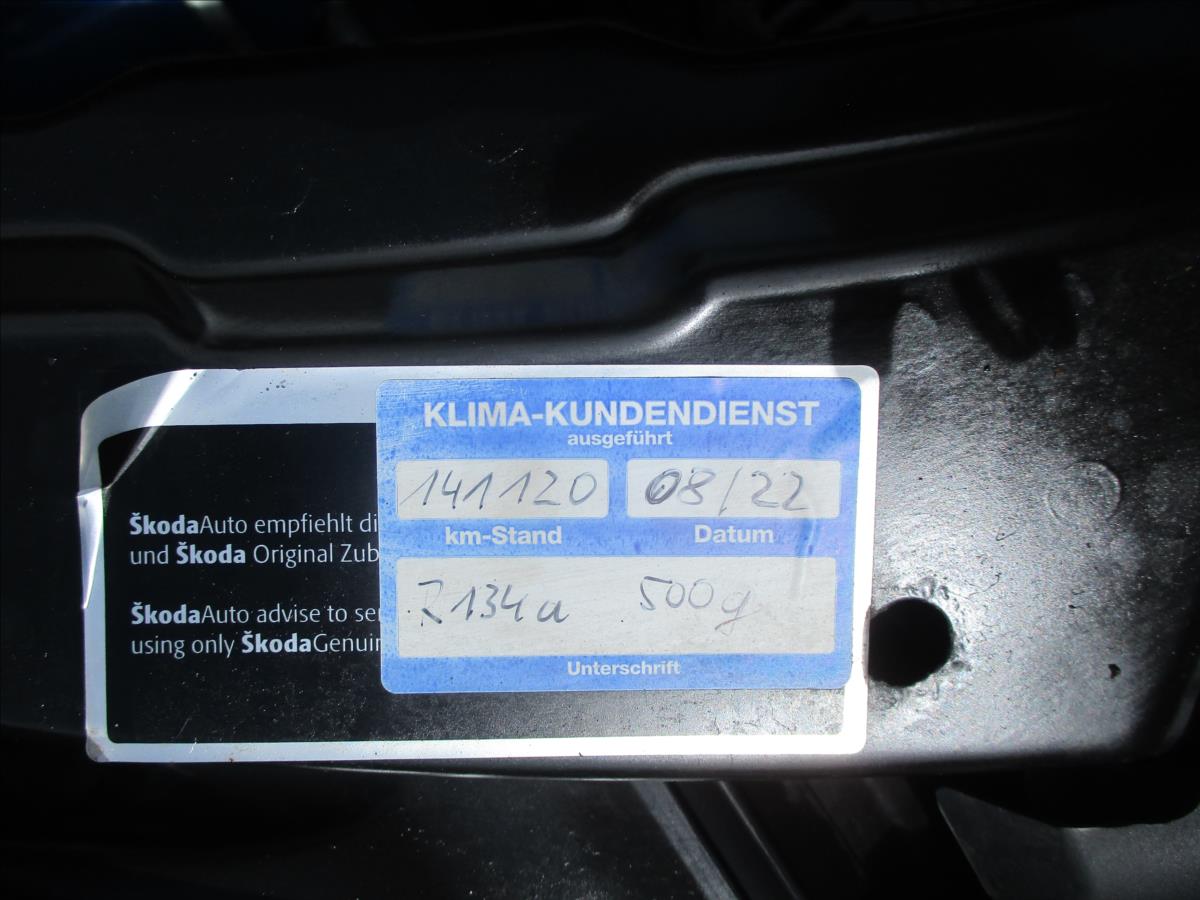 KLIMA-KUNDENDIENST
ausgeführt
141120 08/22
km-Stand Datum
R134a 500g
Unterschrift
ŠkodaAuto empfiehlt di
und Škoda Original Zub
ŠkodaAuto advise to se
using only ŠkodaGenuin